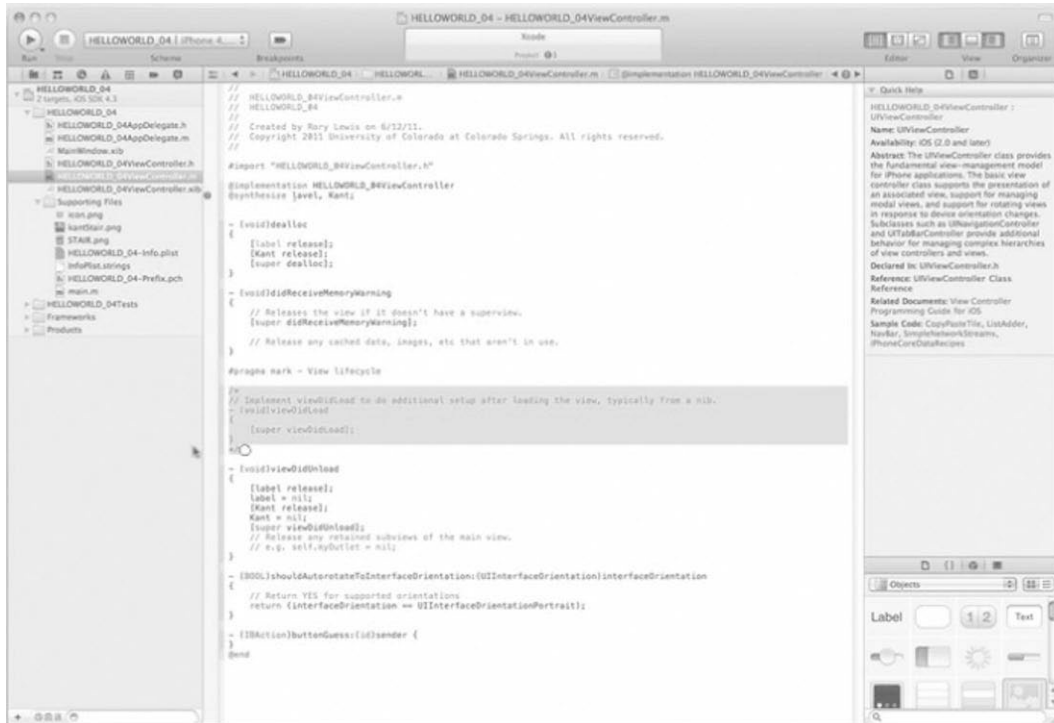 HELLOWORLD_04 – HELLOWORLD_04ViewController.m
HELLOWORLD_04 | iPhone 4....
Xcode
Project 1
Run
Stop
Scheme
Breakpoints
Editor
View
Organizer
HELLOWORLD_04
HELLOWORL...
HELLOWORLD_04ViewController.m
@implementation HELLOWORLD_04ViewController
HELLOWORLD_04
2 targets, iOS SDK 4.3
HELLOWORLD_04
HELLOWORLD_04AppDelegate.h
HELLOWORLD_04AppDelegate.m
MainWindow.xib
HELLOWORLD_04ViewController.h
HELLOWORLD_04ViewController.m
HELLOWORLD_04ViewController.xib
Supporting Files
icon.png
kantStair.png
STAIR.png
HELLOWORLD_04-Info.plist
InfoPlist.strings
HELLOWORLD_04-Prefix.pch
main.m
HELLOWORLD_04Tests
Frameworks
Products
//
// HELLOWORLD_04ViewController.m
// HELLOWORLD_04
//
// Created by Rory Lewis on 6/12/11.
// Copyright 2011 University of Colorado at Colorado Springs. All rights reserved.
//
#import "HELLOWORLD_04ViewController.h"
@implementation HELLOWORLD_04ViewController
@synthesize lavel, Kant;
- (void)dealloc
{
[label release];
[Kant release];
[super dealloc];
}
- (void)didReceiveMemoryWarning
{
// Releases the view if it doesn't have a superview.
[super didReceiveMemoryWarning];
// Release any cached data, images, etc that aren't in use.
}
#pragma mark - View lifecycle
/*
// Implement viewDidLoad to do additional setup after loading the view, typically from a nib.
- (void)viewDidLoad
{
[super viewDidLoad];
}
*/
- (void)viewDidUnload
{
[label release];
label = nil;
[Kant release];
Kant = nil;
[super viewDidUnload];
// Release any retained subviews of the main view.
// e.g. self.myOutlet = nil;
}
- (BOOL)shouldAutorotateToInterfaceOrientation:(UIInterfaceOrientation)interfaceOrientation
{
// Return YES for supported orientations
return (interfaceOrientation == UIInterfaceOrientationPortrait);
}
- (IBAction)buttonGuess:(id)sender {
}
@end
Quick Help
HELLOWORLD_04ViewController :
UIViewController
Name: UIViewController
Availability: iOS (2.0 and later)
Abstract: The UIViewController class provides
the fundamental view-management model
for iPhone applications. The basic view
controller class supports the presentation of
an associated view, support for managing
modal views, and support for rotating views
in response to device orientation changes.
Subclasses such as UINavigationController
and UITabBarController provide additional
behavior for managing complex hierarchies
of view controllers and views.
Declared In: UIViewController.h
Reference: UIViewController Class
Reference
Related Documents: View Controller
Programming Guide for iOS
Sample Code: CopyPasteTile, ListAdder,
NavBar, SimpleNetworkStreams,
iPhoneCoreDataRecipes
Objects
Label
1 2
Text